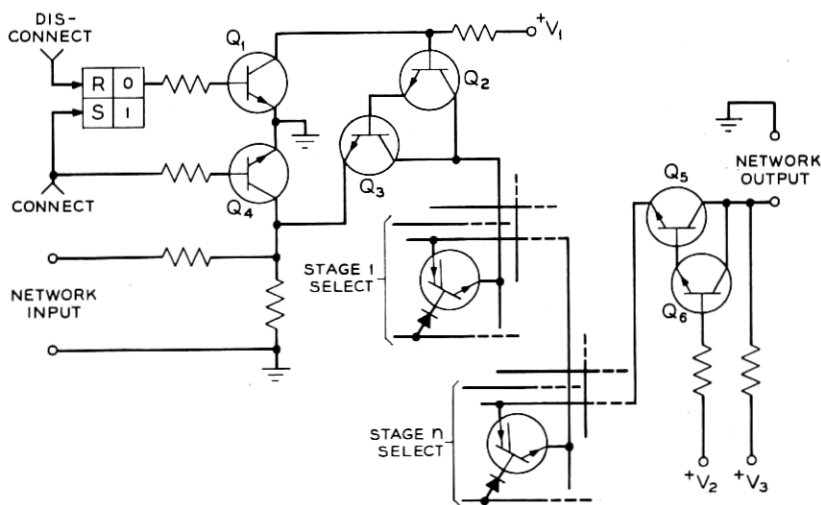 DIS-
CONNECT
Q1
+V1
R 0
Q2
S 1
CONNECT
Q4
Q3
NETWORK
INPUT
STAGE 1
SELECT
STAGE n
SELECT
Q5
NETWORK
OUTPUT
Q6
+V2
+V3